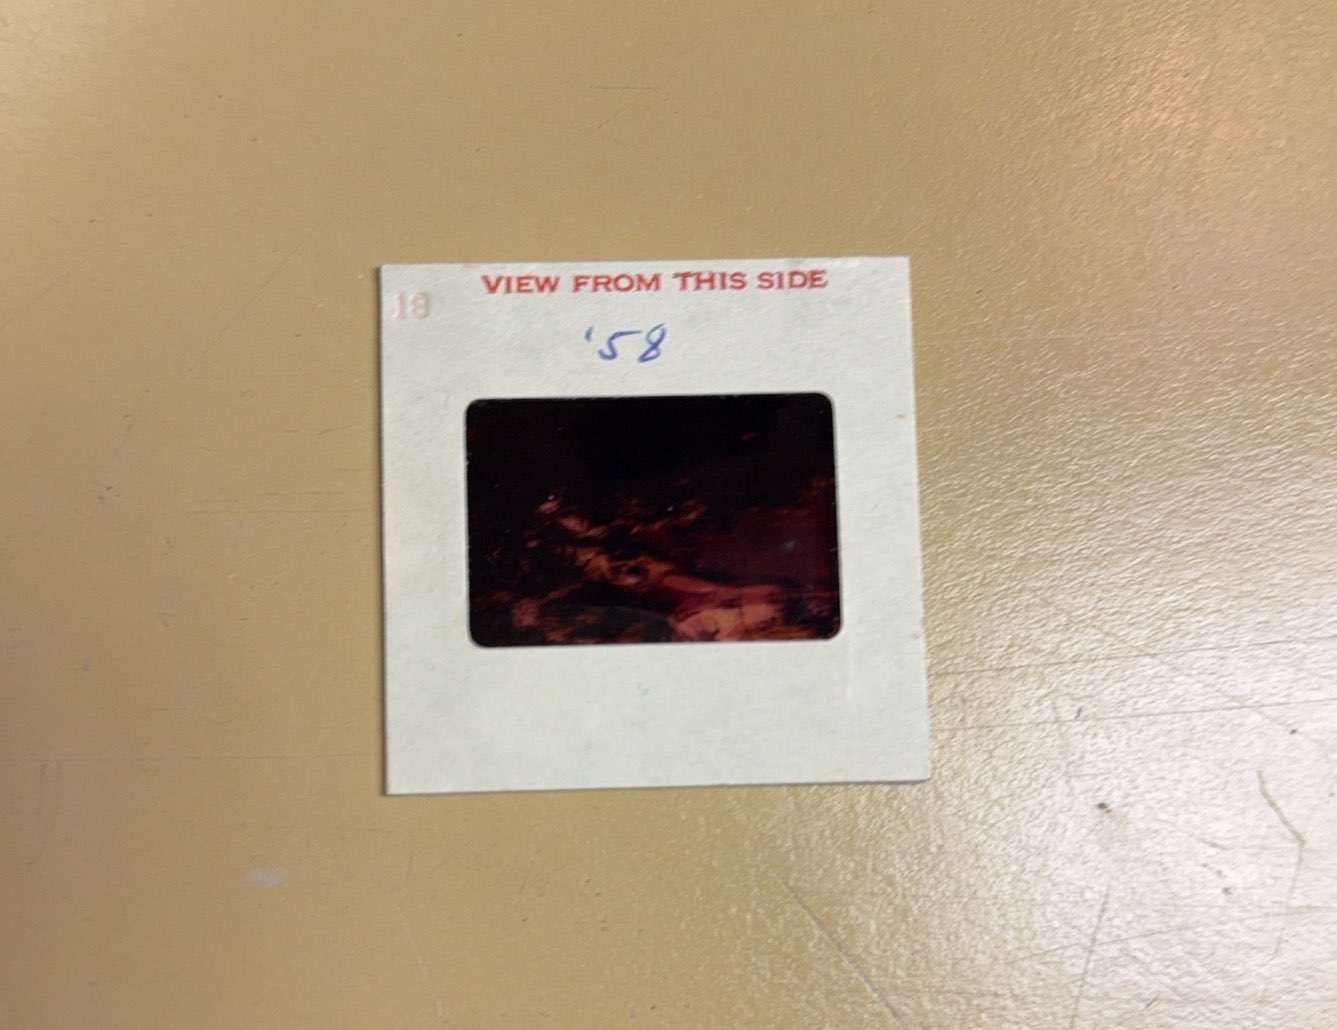 VIEW FROM THIS SIDE
18
'58